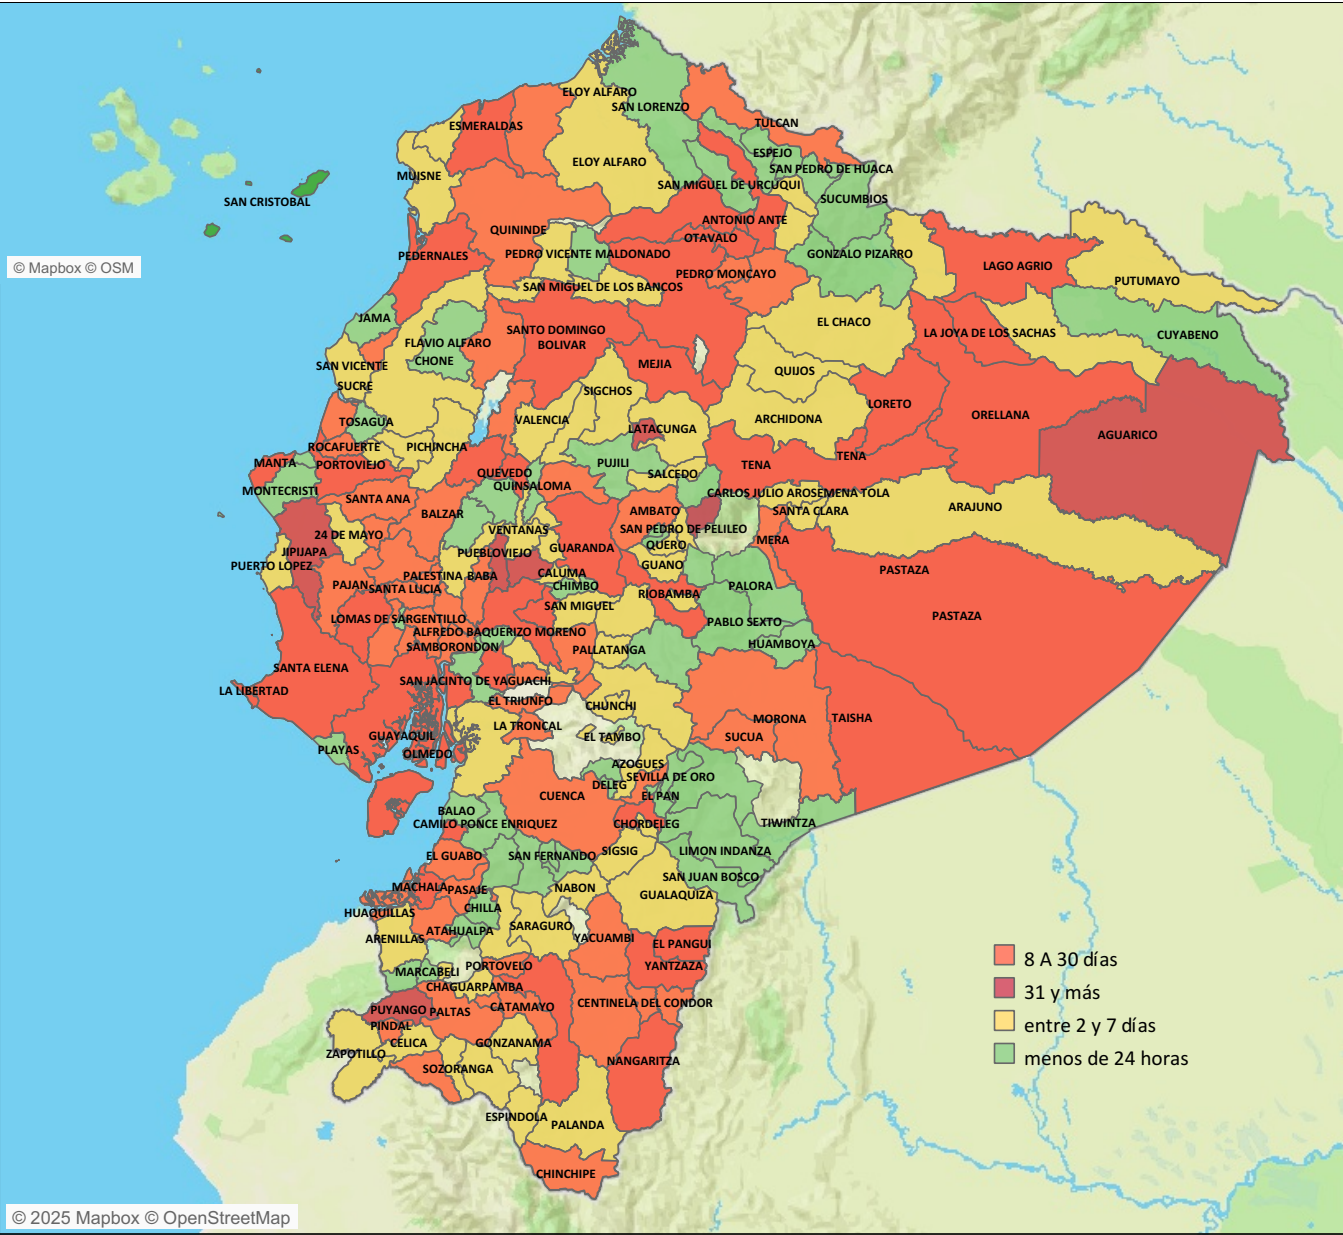 ELOY ALFARO
SAN LORENZO
ESMERALDAS
TULCAN
ESPEJO
ELOY ALFARO
SAN PEDRO DE HUACA
MUISNE
SAN MIGUEL DE URCUQUI
SUCUMBIOS
SAN CRISTOBAL
ANTONIO ANTE
QUININDE
OTAVALO
PEDERNALES
PEDRO VICENTE MALDONADO
GONZALO PIZARRO
© Mapbox © OSM
LAGO AGRIO
PEDRO MONCAYO
PUTUMAYO
SAN MIGUEL DE LOS BANCOS
JAMA
EL CHACO
SANTO DOMINGO
LA JOYA DE LOS SACHAS
CUYABENO
FLAVIO ALFARO
BOLIVAR
CHONE
SAN VICENTE
MEJIA
QUIJOS
SUCRE
SIGCHOS
LORETO
TOSAGUA
VALENCIA
ARCHIDONA
ORELLANA
LATACUNGA
AGUARICO
ROCAFUERTE
PICHINCHA
TENA
MANTA
PORTOVIEJO
PUJILI
TENA
QUEVEDO
SALCEDO
MONTECRISTI
QUINSALOMA
CARLOS JULIO AROSEMENA TOLA
SANTA ANA
ARAJUNO
BALZAR
AMBATO
SANTA CLARA
24 DE MAYO
VENTANAS
SAN PEDRO DE PELILEO
MERA
JIPIJAPA
PUEBLOVIEJO
GUARANDA
QUERO
PUERTO LOPEZ
GUANO
PASTAZA
PALESTINA
BABA
CALUMA
PAJAN
SANTA LUCIA
CHIMBO
PALORA
RIOBAMBA
SAN MIGUEL
PASTAZA
LOMAS DE SARGENTILLO
PABLO SEXTO
ALFREDO BAQUERIZO MORENO
SAMBORONDON
PALLATANGA
HUAMBOYA
SANTA ELENA
SAN JACINTO DE YAGUACHI
LA LIBERTAD
EL TRIUNFO
CHUNCHI
LA TRONCAL
MORONA
TAISHA
GUAYAQUIL
EL TAMBO
SUCUA
PLAYAS
OLMEDO
AZOGUES
SEVILLA DE ORO
DELEG
CUENCA
EL PAN
BALAO
CAMILO PONCE ENRIQUEZ
CHORDELEG
TIWINTZA
EL GUABO
SAN FERNANDO
SIGSIG
LIMON INDANZA
SAN JUAN BOSCO
MACHALA
PASAJE
NABON
GUALAQUIZA
HUAQUILLAS
CHILLA
ARENILLAS
ATAHUALPA
SARAGURO
YACUAMBI
EL PANGUI
MARCABELI
PORTOVELO
YANTZAZA
CHAGUARPAMBA
PUYANGO
PALTAS
CATAMAYO
CENTINELA DEL CONDOR
PINDAL
CELICA
GONZANAMA
ZAPOTILLO
SOZORANGA
NANGARITZA
ESPINDOLA
PALANDA
CHINCHIPE
8 A 30 días
31 y más
entre 2 y 7 días
menos de 24 horas
© 2025 Mapbox © OpenStreetMap